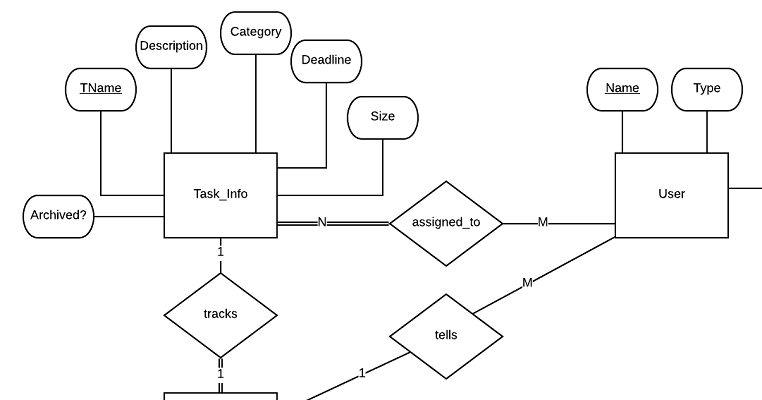 Category
Description
Deadline
TName
Name
Type
Size
Task_Info
User
Archived?
N
assigned_to
M
1
M
tracks
tells
1
1